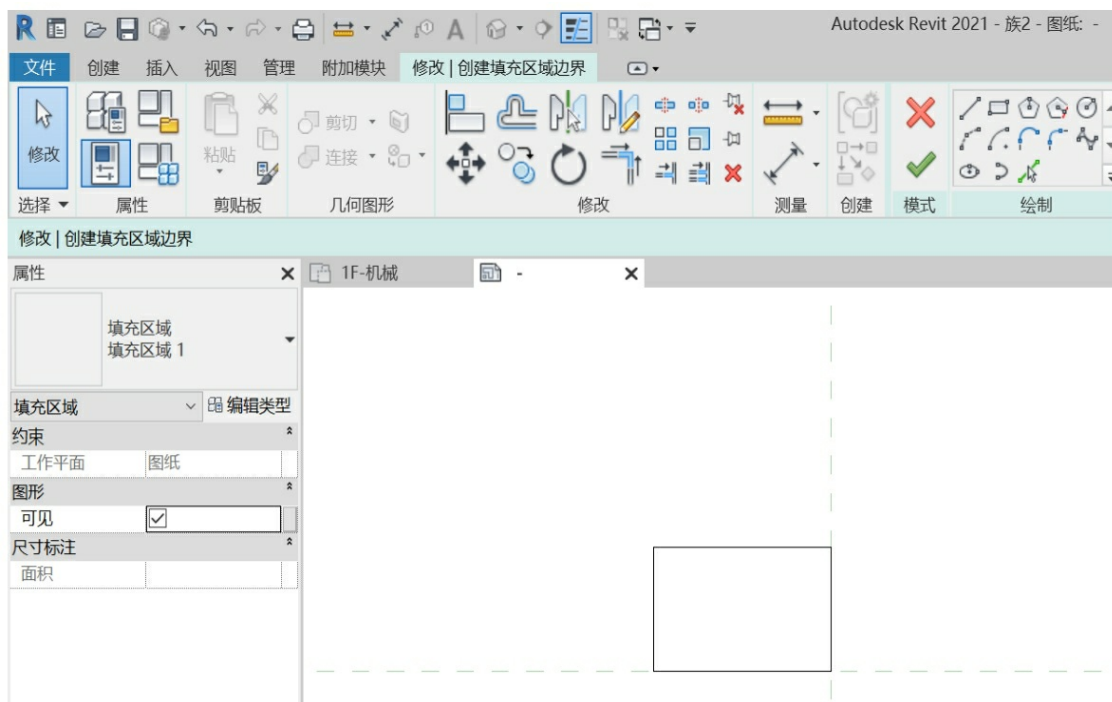 Autodesk Revit 2021 - 族2 - 图纸: -
文件 创建 插入 视图 管理 附加模块 修改 | 创建填充区域边界
修改 粘贴 剪切 连接
选择 属性 剪贴板 几何图形 修改 测量 创建 模式 绘制
修改 | 创建填充区域边界
属性
1F-机械
-
填充区域
填充区域 1
填充区域 编辑类型
约束
工作平面 图纸
图形
可见
尺寸标注
面积